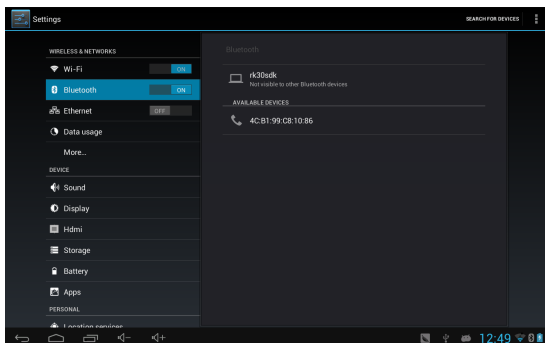 Settings
SEARCH FOR DEVICES
WIRELESS & NETWORKS
Wi-Fi
ON
Bluetooth
ON
Ethernet
OFF
Data usage
More...
DEVICE
Sound
Display
Hdmi
Storage
Battery
Apps
PERSONAL
Location services
Bluetooth
rk30sdk
Not visible to other Bluetooth devices
AVAILABLE DEVICES
4C:B1:99:C8:10:86
12:49